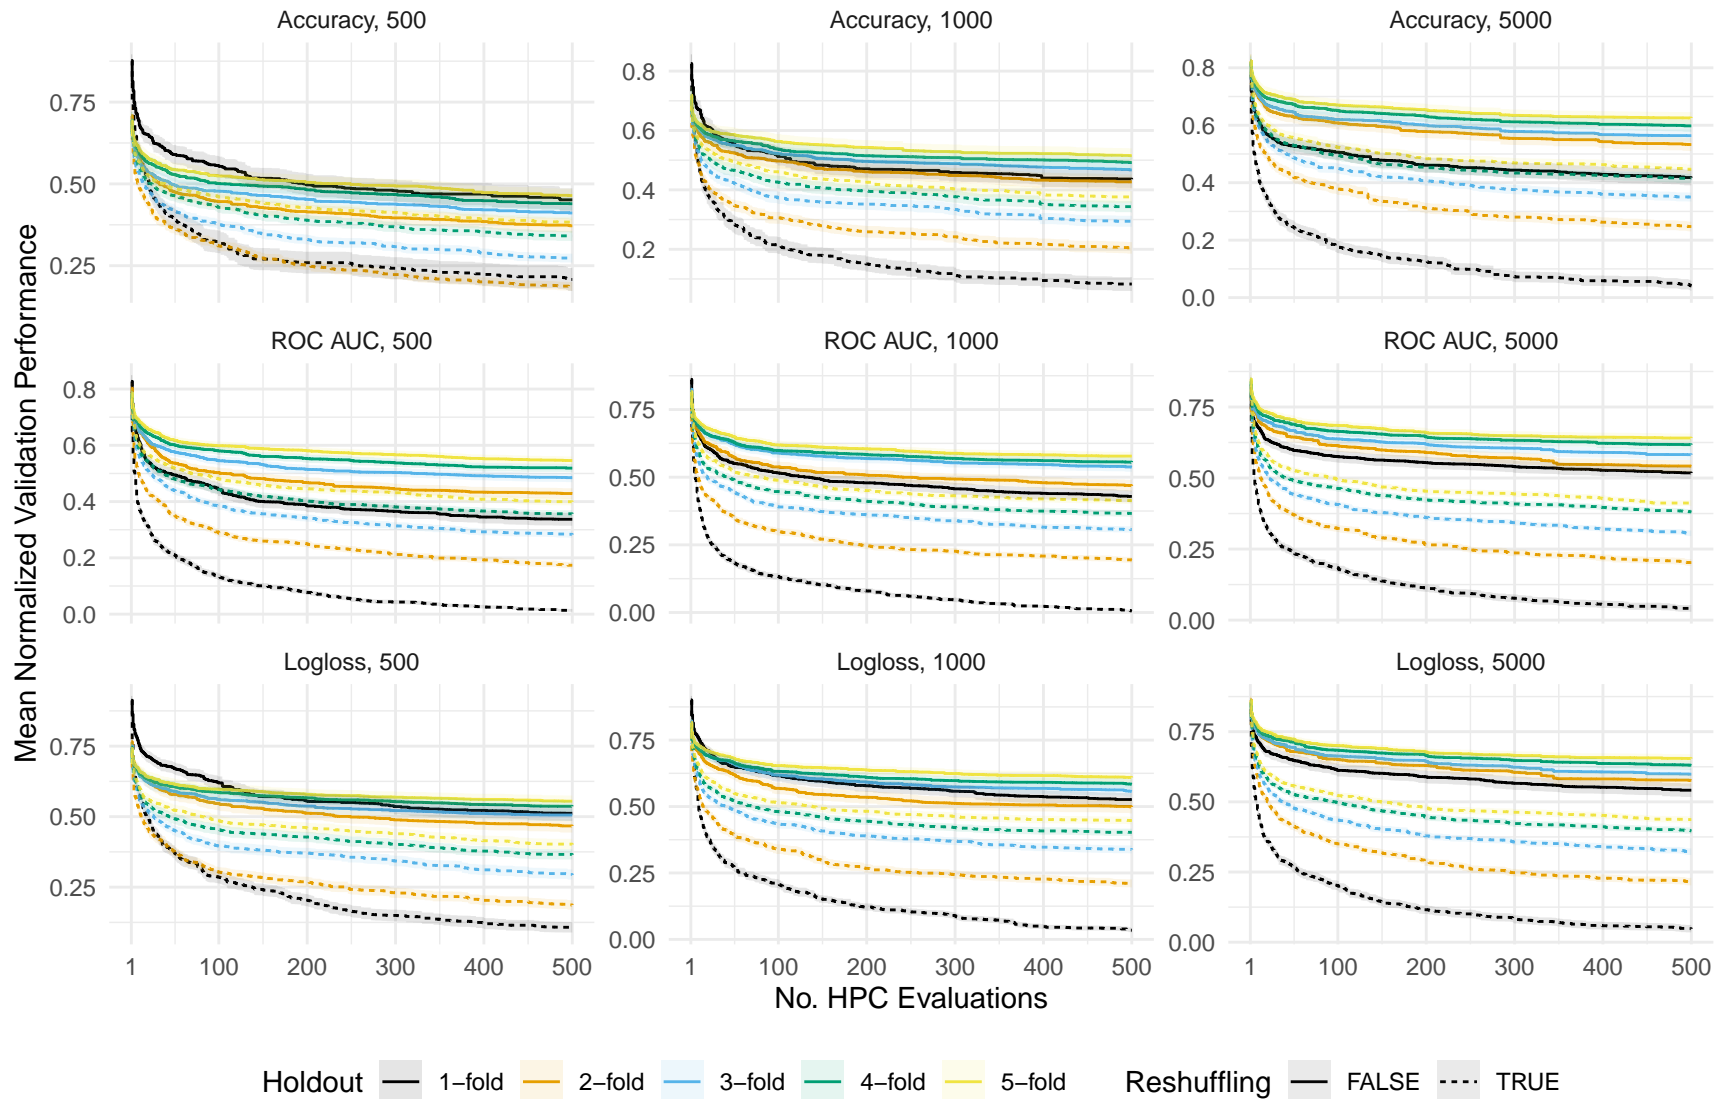 Accuracy, 500
Accuracy, 1000
Accuracy, 5000
0.75
0.50
0.25
0.8
0.6
0.4
0.2
0.8
0.6
0.4
0.2
0.0
ROC AUC, 500
ROC AUC, 1000
ROC AUC, 5000
0.8
0.6
0.4
0.2
0.0
0.75
0.50
0.25
0.00
0.75
0.50
0.25
0.00
Logloss, 500
Logloss, 1000
Logloss, 5000
0.75
0.50
0.25
0.75
0.50
0.25
0.00
0.75
0.50
0.25
0.00
1 100 200 300 400 500
1 100 200 300 400 500
1 100 200 300 400 500
Mean Normalized Validation Performance
No. HPC Evaluations
Holdout 1−fold 2−fold 3−fold 4−fold 5−fold Reshuffling FALSE TRUE